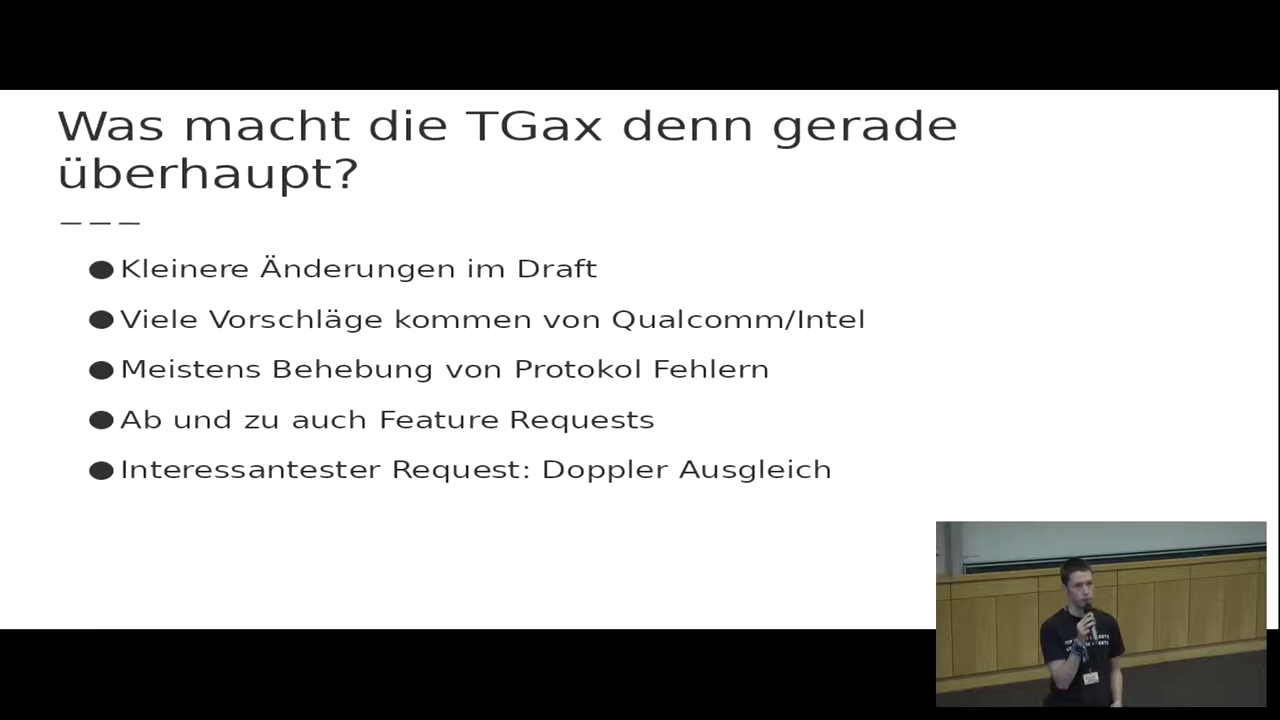 Was macht die TGax denn gerade
überhaupt?
● Kleinere Änderungen im Draft
● Viele Vorschläge kommen von Qualcomm/Intel
● Meistens Behebung von Protokol Fehlern
● Ab und zu auch Feature Requests
● Interessantester Request: Doppler Ausgleich